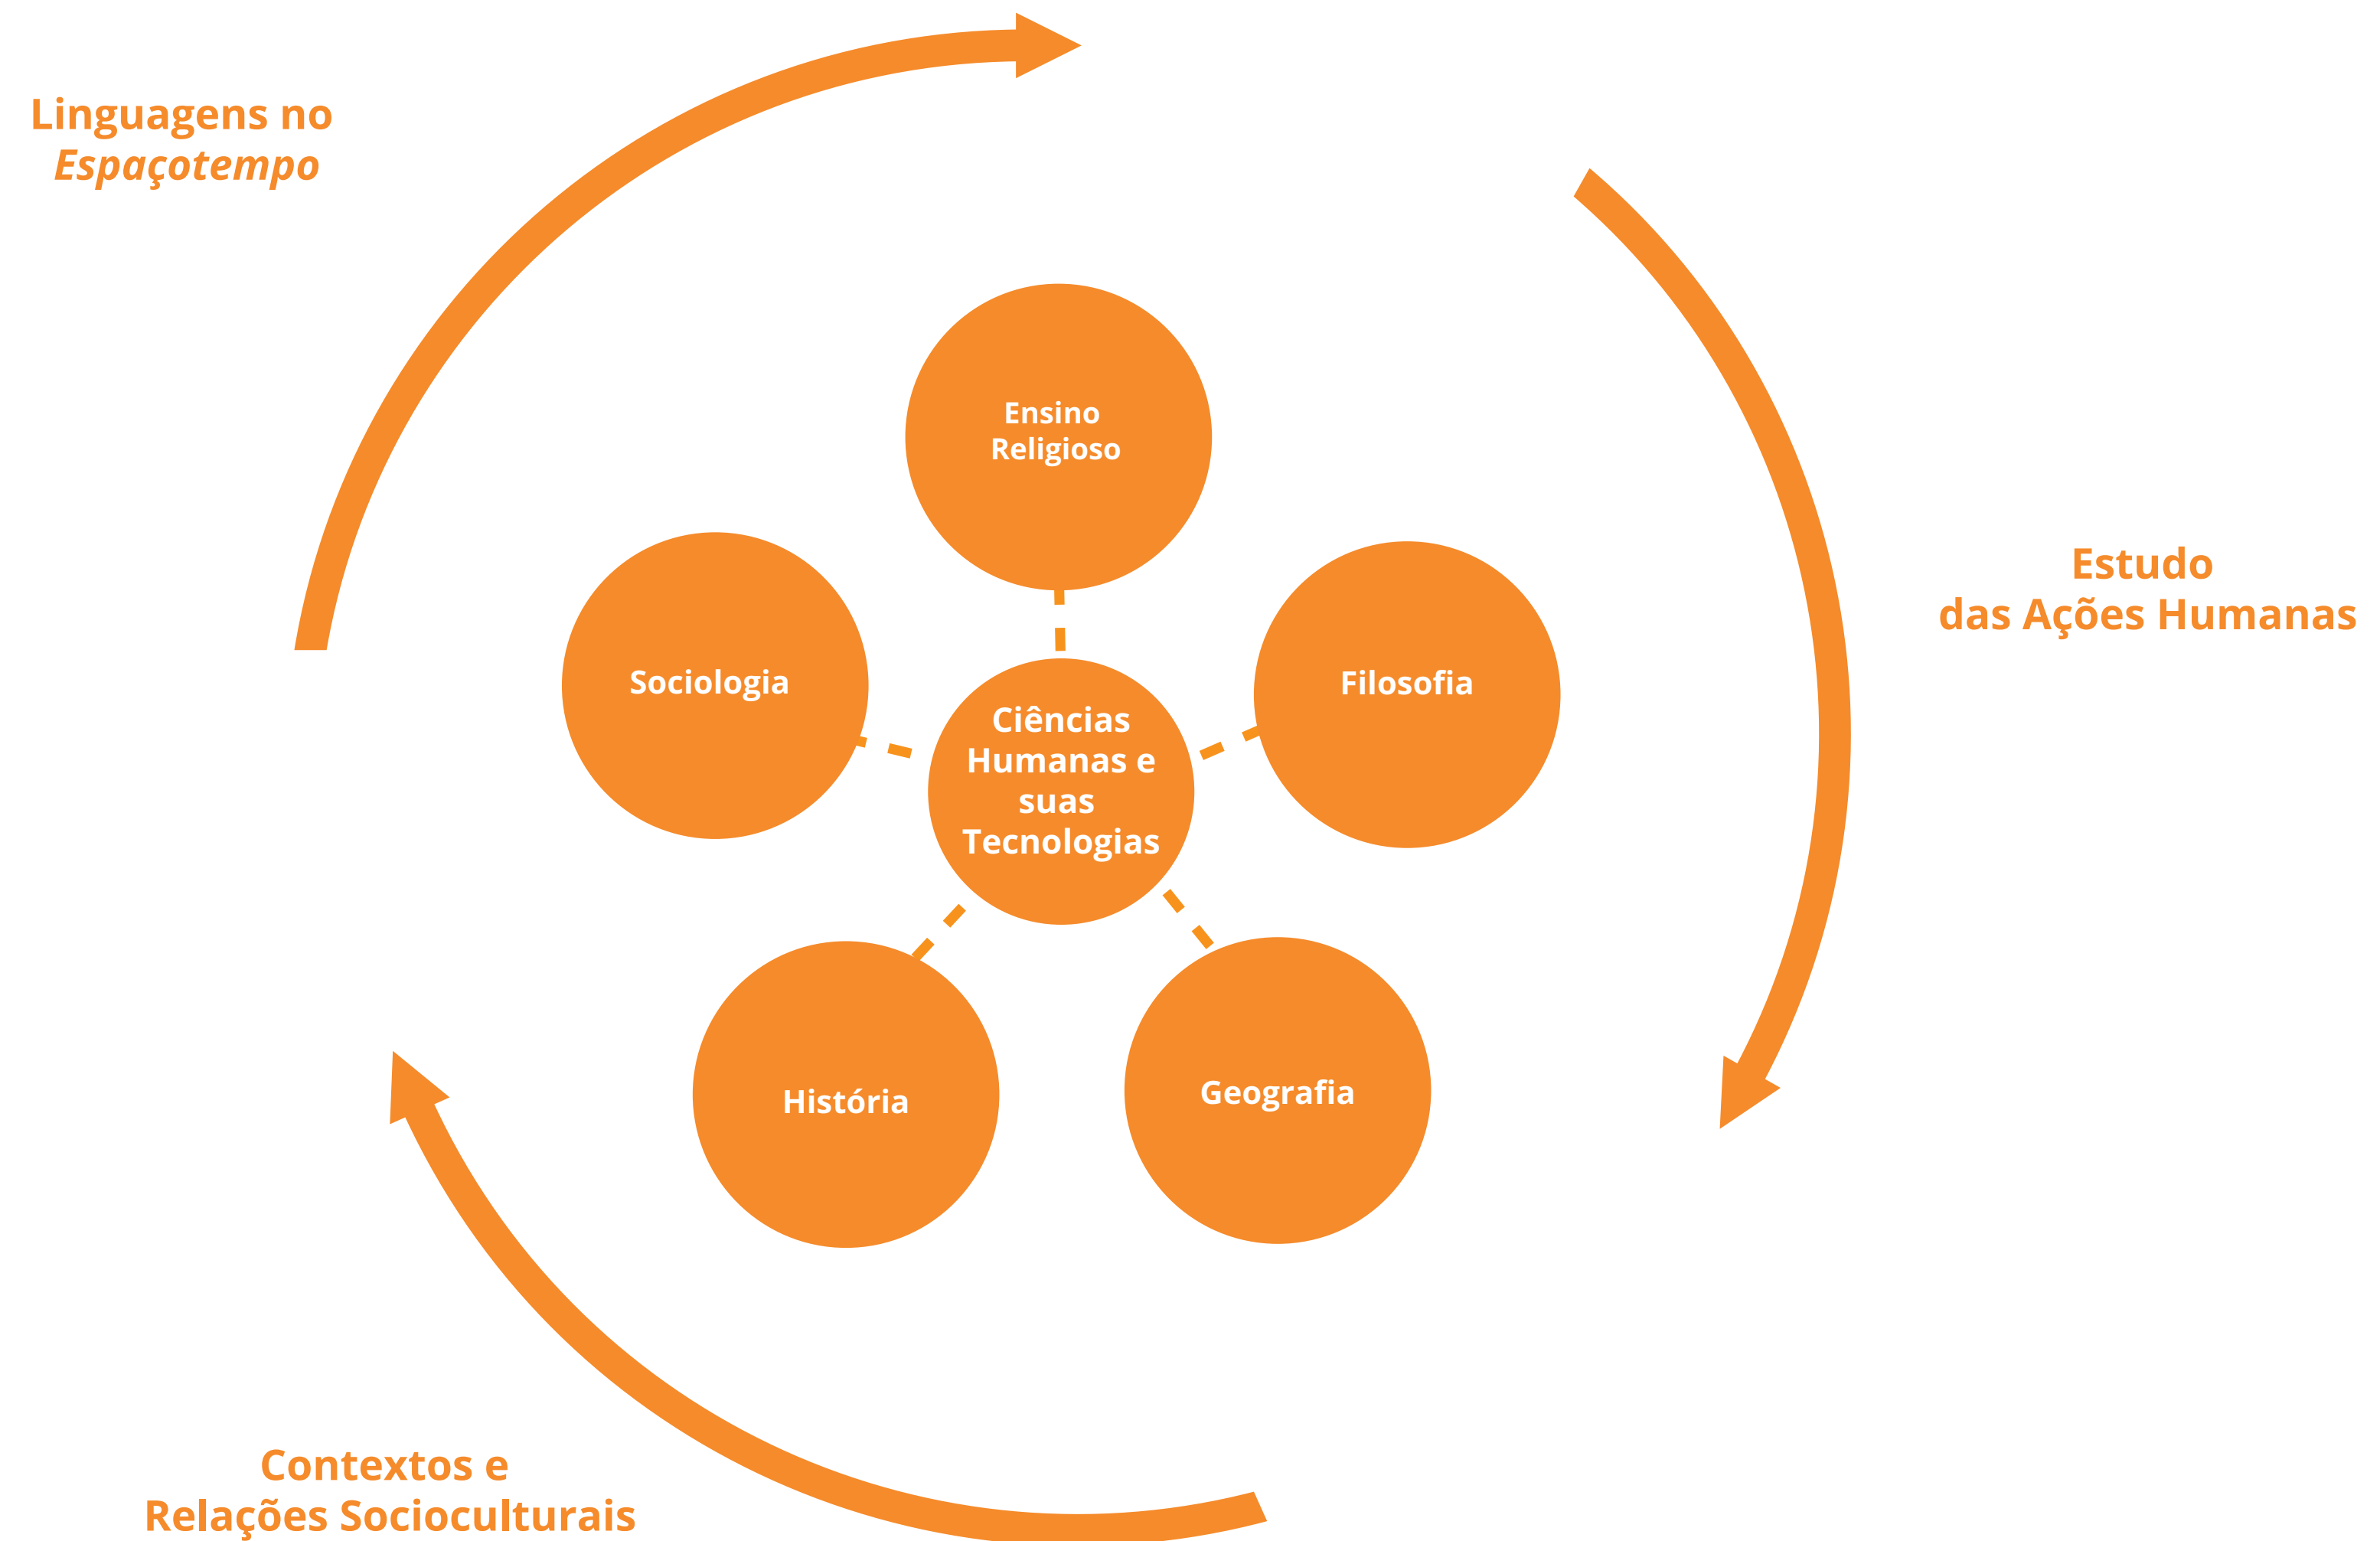 Linguagens no
Espaçotempo
Ensino
Religioso
Estudo
das Ações Humanas
Sociologia
Filosofia
Ciências
Humanas e
suas
Tecnologias
História
Geografia
Contextos e
Relações Socioculturais